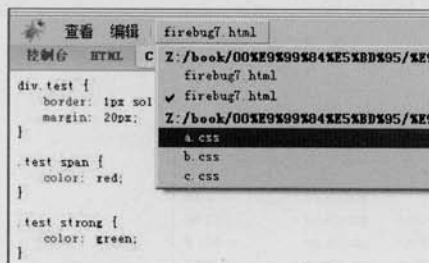 查看 编辑 firebug7.html
控制台 HTML C
Z:/book/00%E9%99%84%E5%BD%95/%E9
firebug7.html
✔ firebug7.html
Z:/book/00%E9%99%84%E5%BD%95/%E9
a.css
b.css
c.css
div.test {
border: 1px sol
margin: 20px;
}
.test span {
color: red;
}
.test strong {
color: green;
}